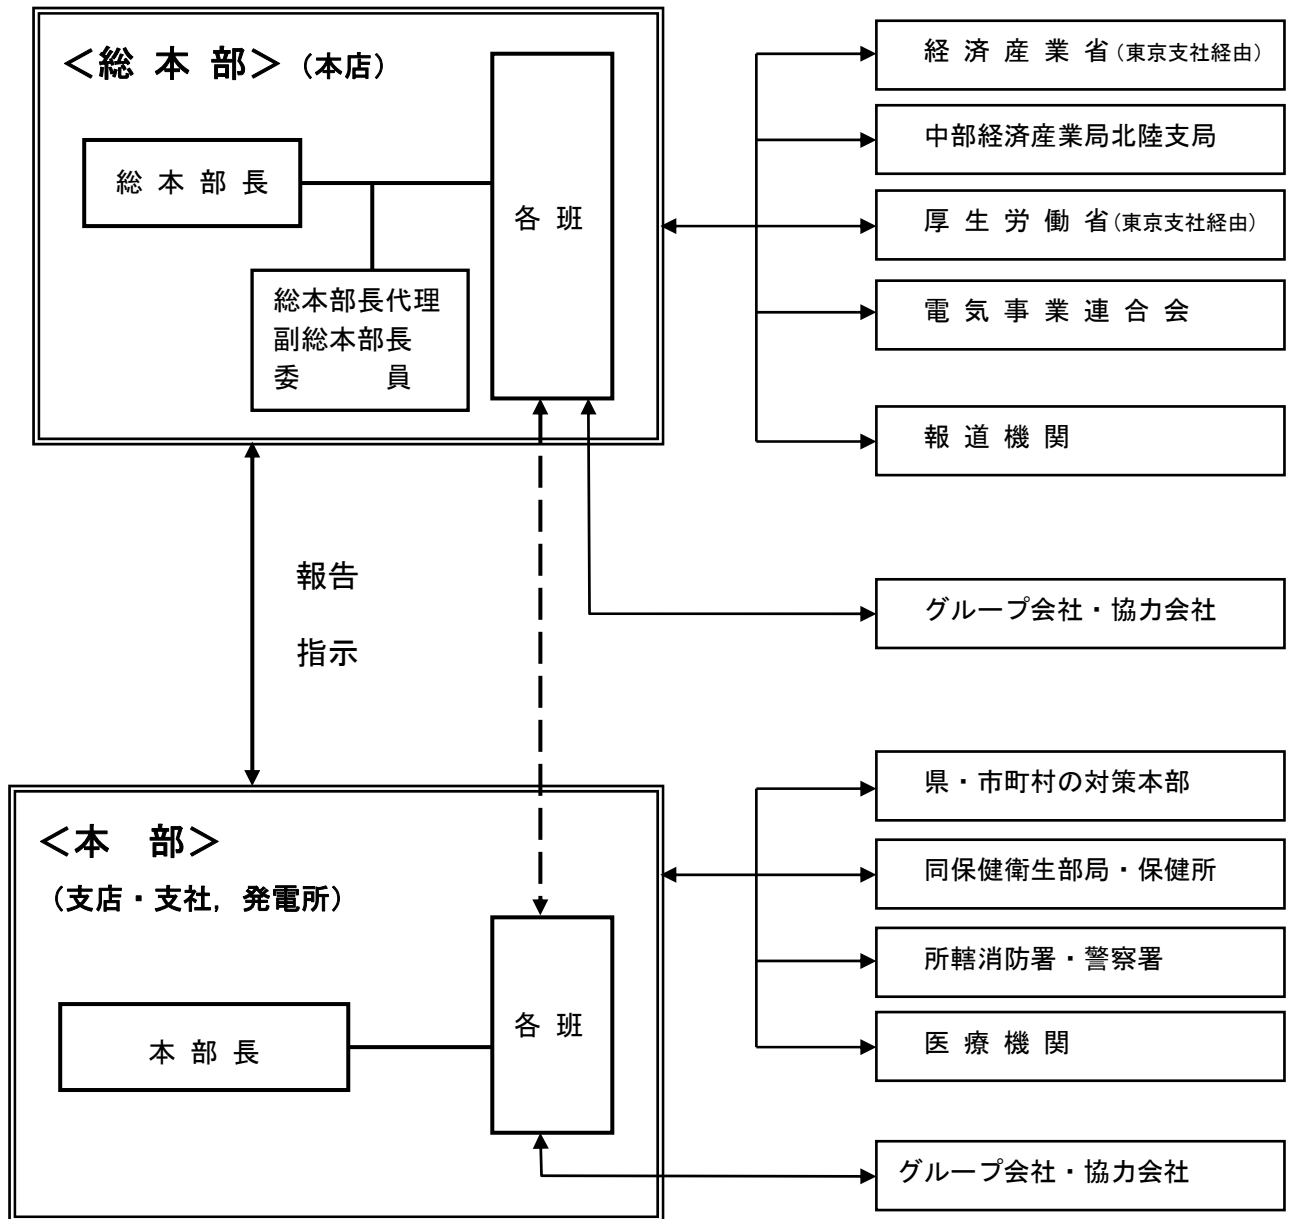 ＜総 本 部＞（本店）
総 本 部 長
総本部長代理
副総本部長
委　　　員
各 班
経 済 産 業 省（東京支社経由）
中部経済産業局北陸支局
厚 生 労 働 省（東京支社経由）
電 気 事 業 連 合 会
報 道 機 関
報告
指示
グループ会社・協力会社
＜本　部＞
（支店・支社，発電所）
本 部 長
各 班
県・市町村の対策本部
同保健衛生部局・保健所
所轄消防署・警察署
医 療 機 関
グループ会社・協力会社